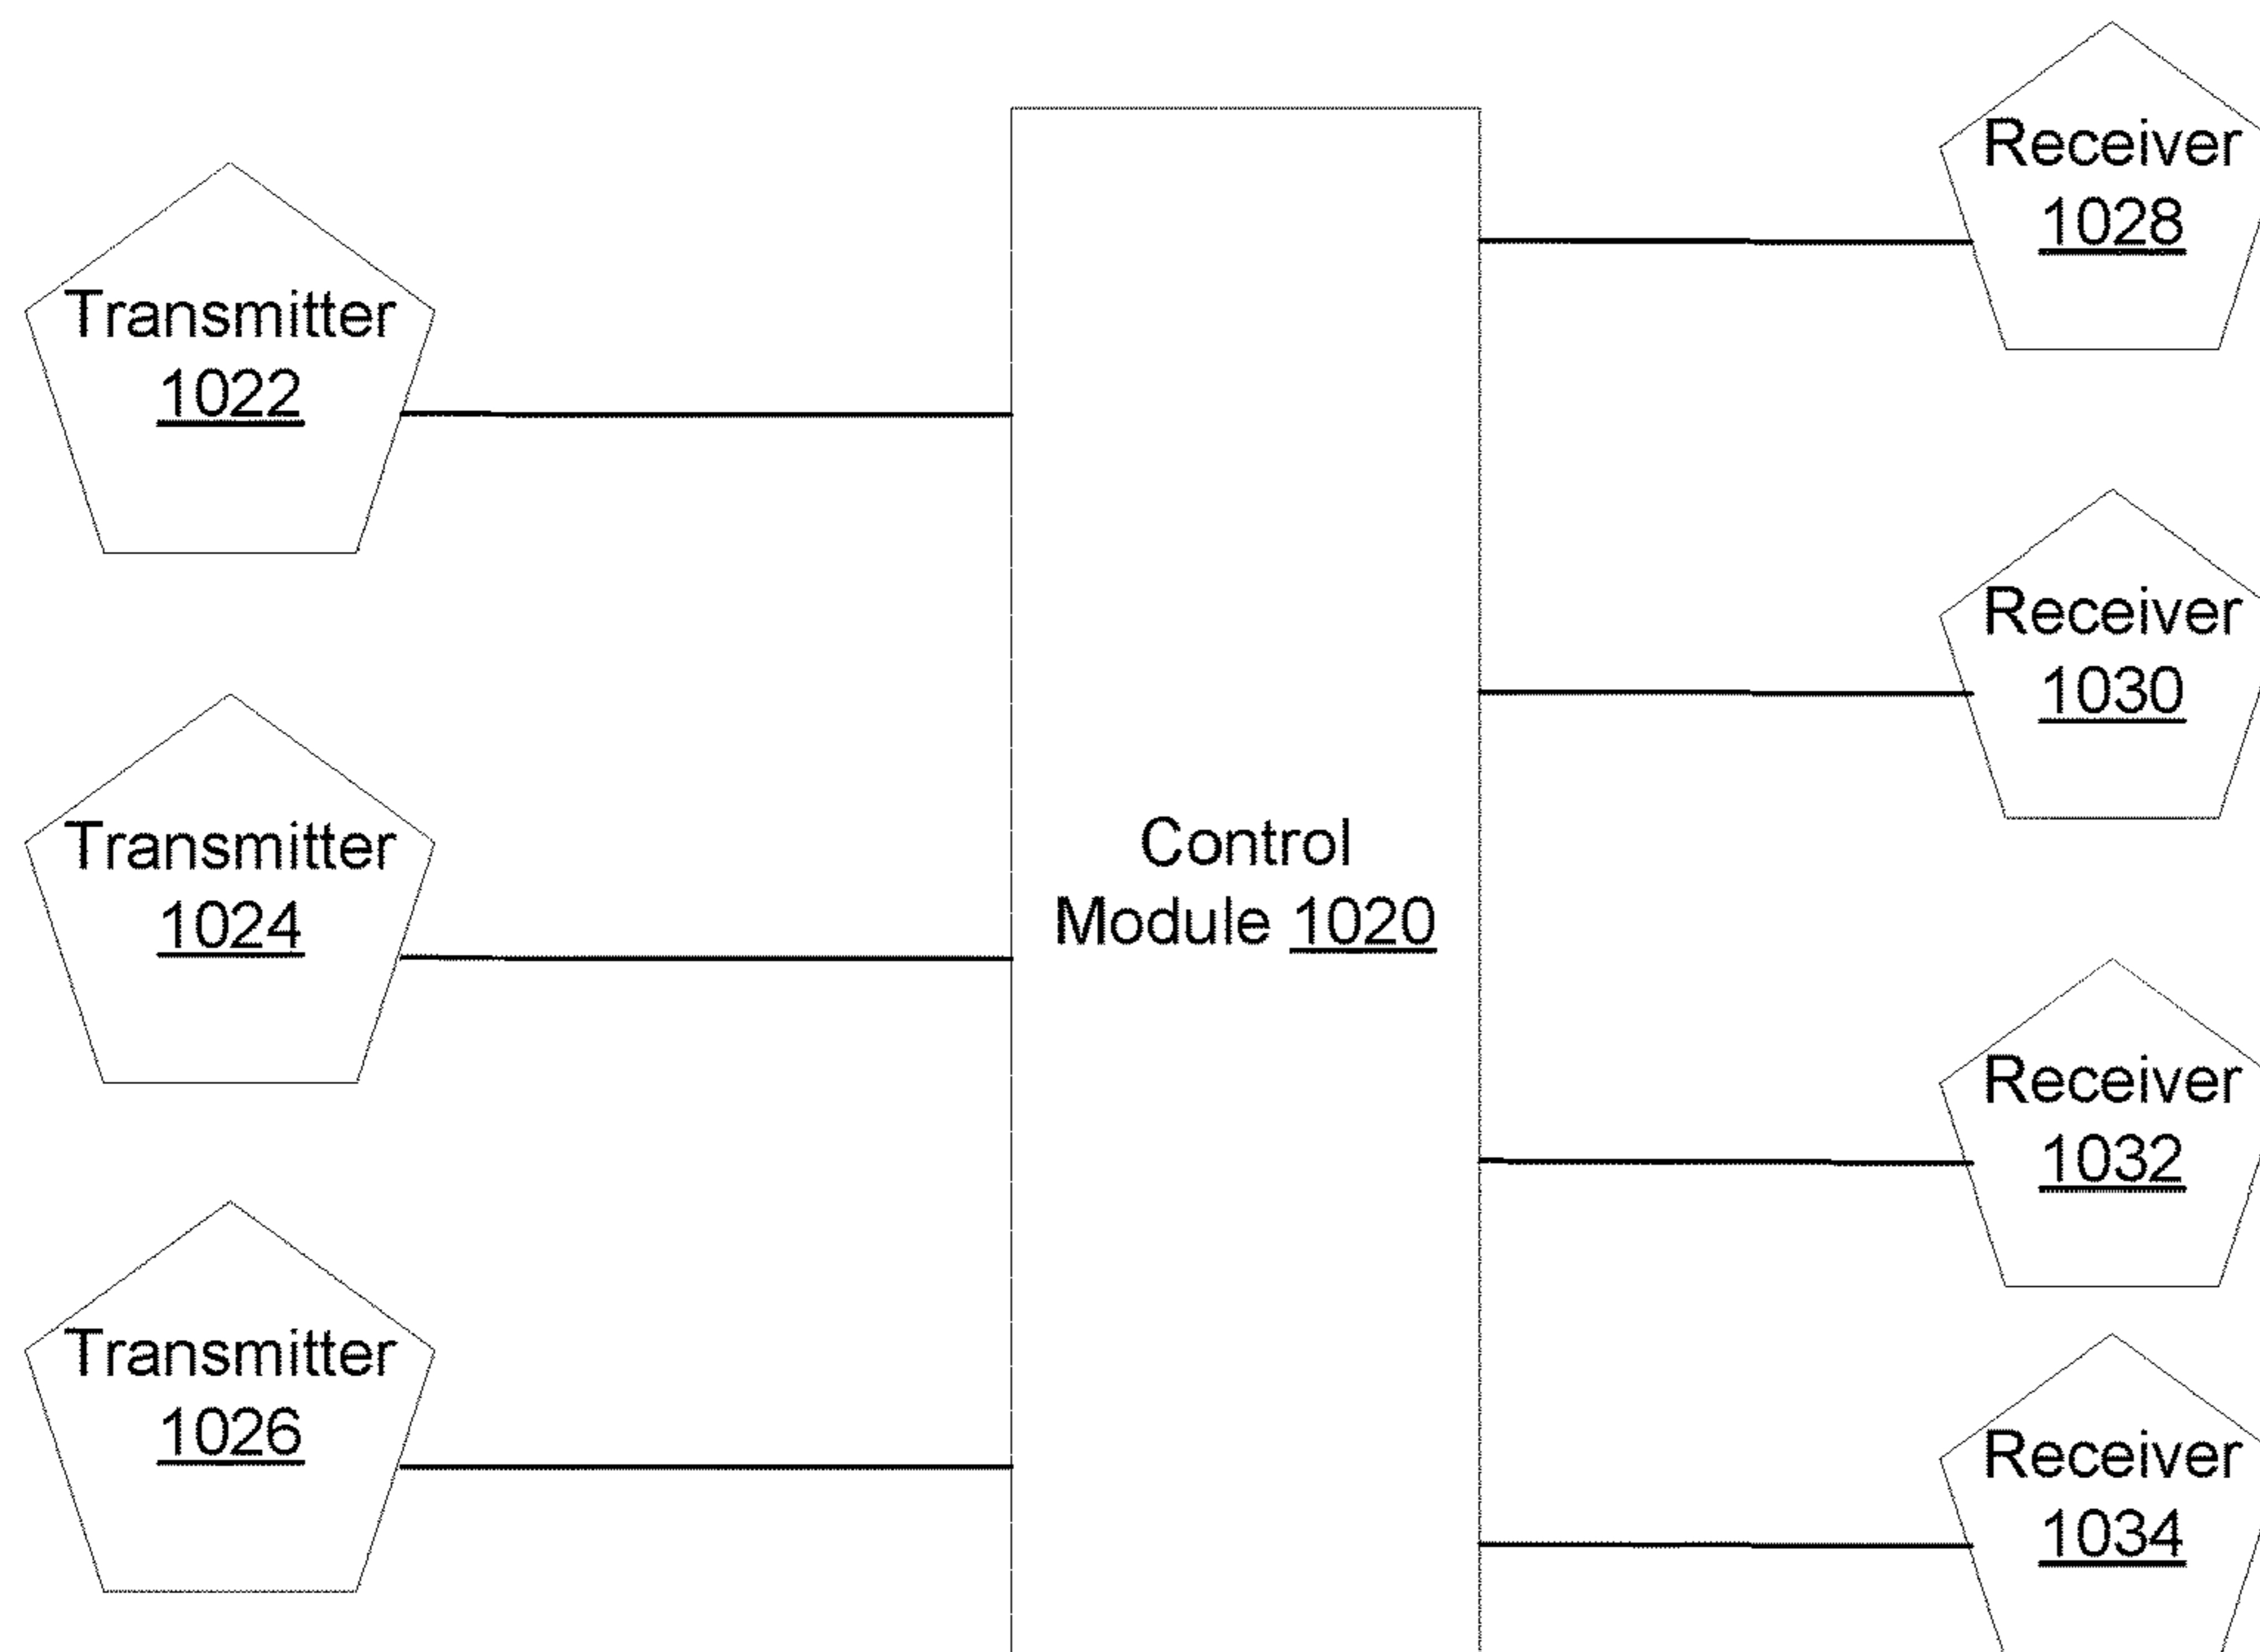 Transmitter
1022
Transmitter
1024
Transmitter
1026
Control
Module 1020
Receiver
1028
Receiver
1030
Receiver
1032
Receiver
1034